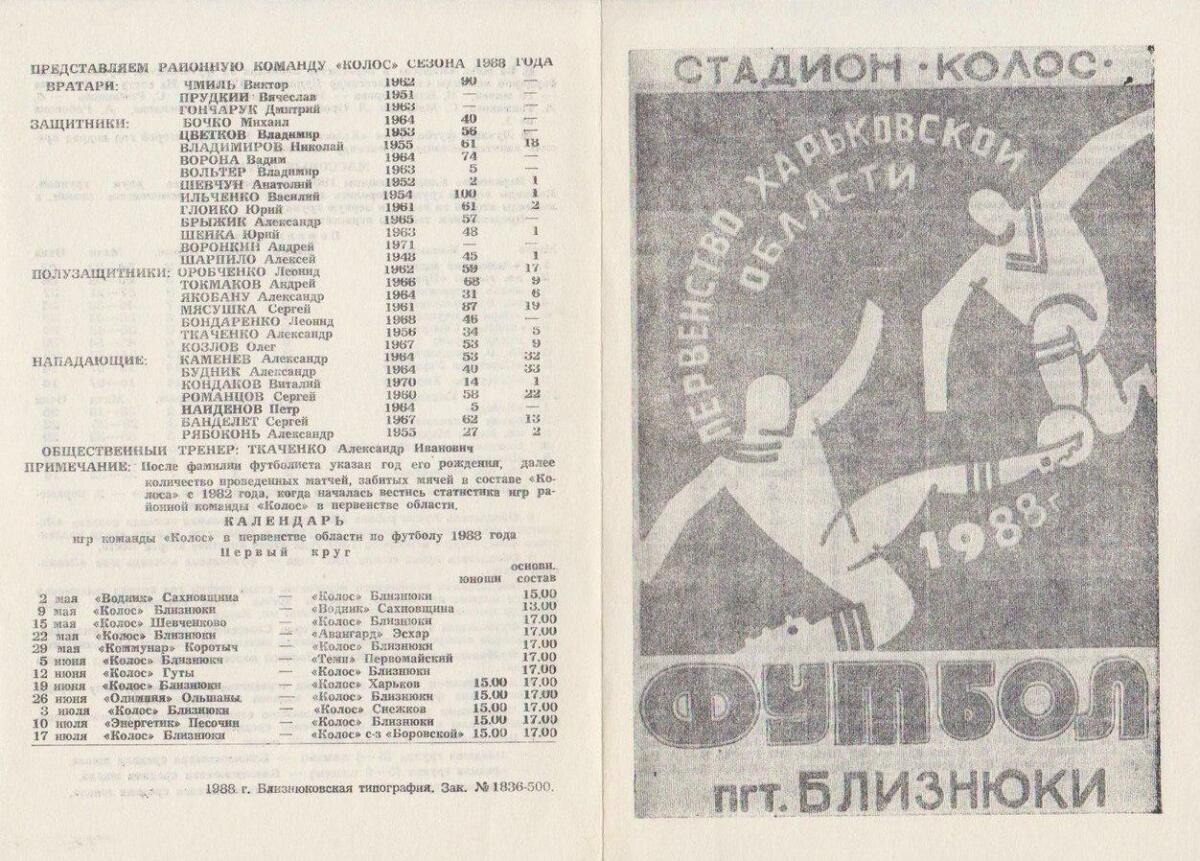 ПРЕДСТАВЛЯЕМ РАЙОННУЮ КОМАНДУ «КОЛОС» СЕЗОНА 1988 ГОДА
ВРАТАРИ: ЧМИЛЬ Виктор 1962 90 —
ПРУДКИЙ Вячеслав 1951 — —
ГОНЧАРУК Дмитрий 1963 — —
ЗАЩИТНИКИ: БОЧКО Михаил 1964 40 —
ЦВЕТКОВ Владимир 1953 56 —
ВЛАДИМИРОВ Николай 1955 61 18
ВОРОНА Вадим 1964 74 —
ВОЛЬТЕР Владимир 1963 5 —
ШЕВЧУН Анатолий 1952 2 1
ИЛЬЧЕНКО Василий 1954 100 1
ГЛОЙКО Юрий 1961 61 2
БРЫЖИК Александр 1965 57 —
ШЕЙКА Юрий 1963 48 1
ВОРОНКИН Андрей 1971 — —
ШАРПИЛО Алексей 1948 45 1
ПОЛУЗАЩИТНИКИ: ОРОБЧЕНКО Леонид 1962 59 17
ТОКМАКОВ Андрей 1966 68 9
ЯКОБАНУ Александр 1964 31 6
МЯСУШКА Сергей 1961 87 19
БОНДАРЕНКО Леонид 1968 46 —
ТКАЧЕНКО Александр 1956 34 5
КОЗЛОВ Олег 1967 53 9
НАПАДАЮЩИЕ: КАМЕНЕВ Александр 1964 53 32
БУДНИК Александр 1964 40 33
КОНДАКОВ Виталий 1970 14 1
РОМАНЦОВ Сергей 1960 58 22
НАЙДЕНОВ Петр 1964 5 —
БАНДЕЛЕТ Сергей 1967 62 13
РЯБОКОНЬ Александр 1955 27 2
ОБЩЕСТВЕННЫЙ ТРЕНЕР: ТКАЧЕНКО Александр Иванович
ПРИМЕЧАНИЕ: После фамилии футболиста указан год его рождения, далее
количество проведенных матчей, забитых мячей в составе «Ко-
лоса» с 1982 года, когда началась вестись статистика игр ра-
йонной команды «Колос» в первенстве области.
КАЛЕНДАРЬ
игр команды «Колос» в первенстве области по футболу 1988 года
Первый круг
юноши основн. состав
2 мая «Водник» Сахновщина — «Колос» Близнюки 15.00
9 мая «Колос» Близнюки — «Водник» Сахновщина 13.00
15 мая «Колос» Шевченково — «Колос» Близнюки 17.00
22 мая «Колос» Близнюки — «Авангард» Эсхар 17.00
29 мая «Коммунар» Коротыч — «Колос» Близнюки 17.00
5 июня «Колос» Близнюки — «Темп» Первомайский 17.00
12 июня «Колос» Гуты — «Колос» Близнюки 17.00
19 июня «Колос» Близнюки — «Колос» Харьков 15.00 17.00
26 июня «Олимпия» Ольшаны — «Колос» Близнюки 15.00 17.00
3 июля «Колос» Близнюки — «Колос» Снежков 15.00 17.00
10 июля «Энергетик» Песочин — «Колос» Близнюки 15.00 17.00
17 июля «Колос» Близнюки — «Колос» с-з «Боровской» 15.00 17.00
1988 г. Близнюковская типография. Зак. № 1836-500.
СТАДИОН • КОЛОС •
ПЕРВЕНСТВО ХАРЬКОВСКОЙ
ОБЛАСТИ
1988 г.
ФУТБОЛ
пгт. БЛИЗНЮКИ